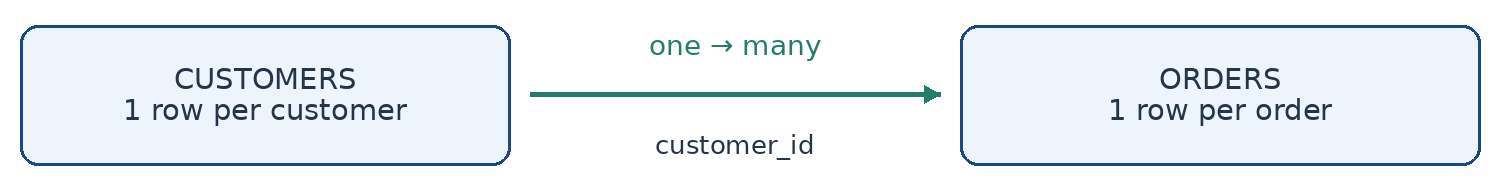 CUSTOMERS
1 row per customer
one → many
customer_id
ORDERS
1 row per order